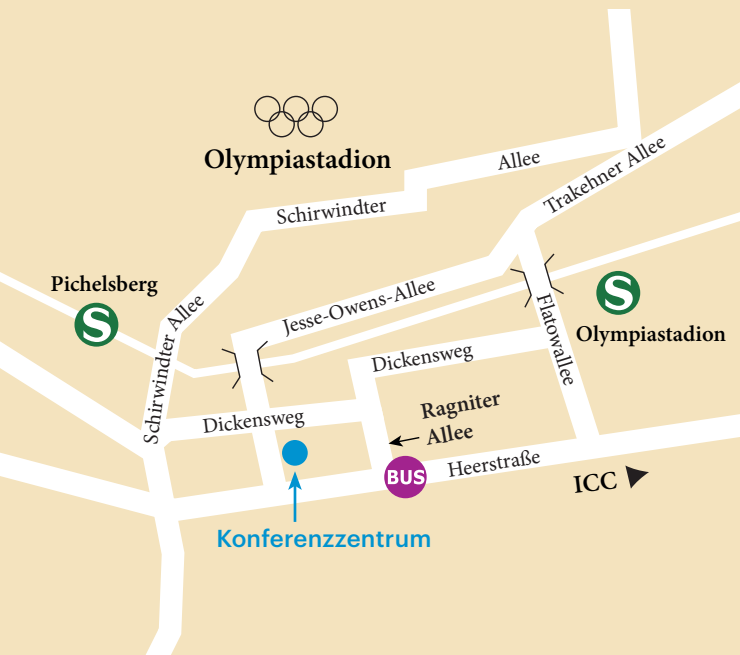 Olympiastadion
Allee
Trakehner Allee
Schirwindter
Pichelsberg
S
S
Olympiastadion
Schirwindter Allee
Jesse-Owens-Allee
Flatowallee
Dickensweg
Dickensweg
Ragniter
Allee
BUS
Heerstraße
ICC
Konferenzzentrum